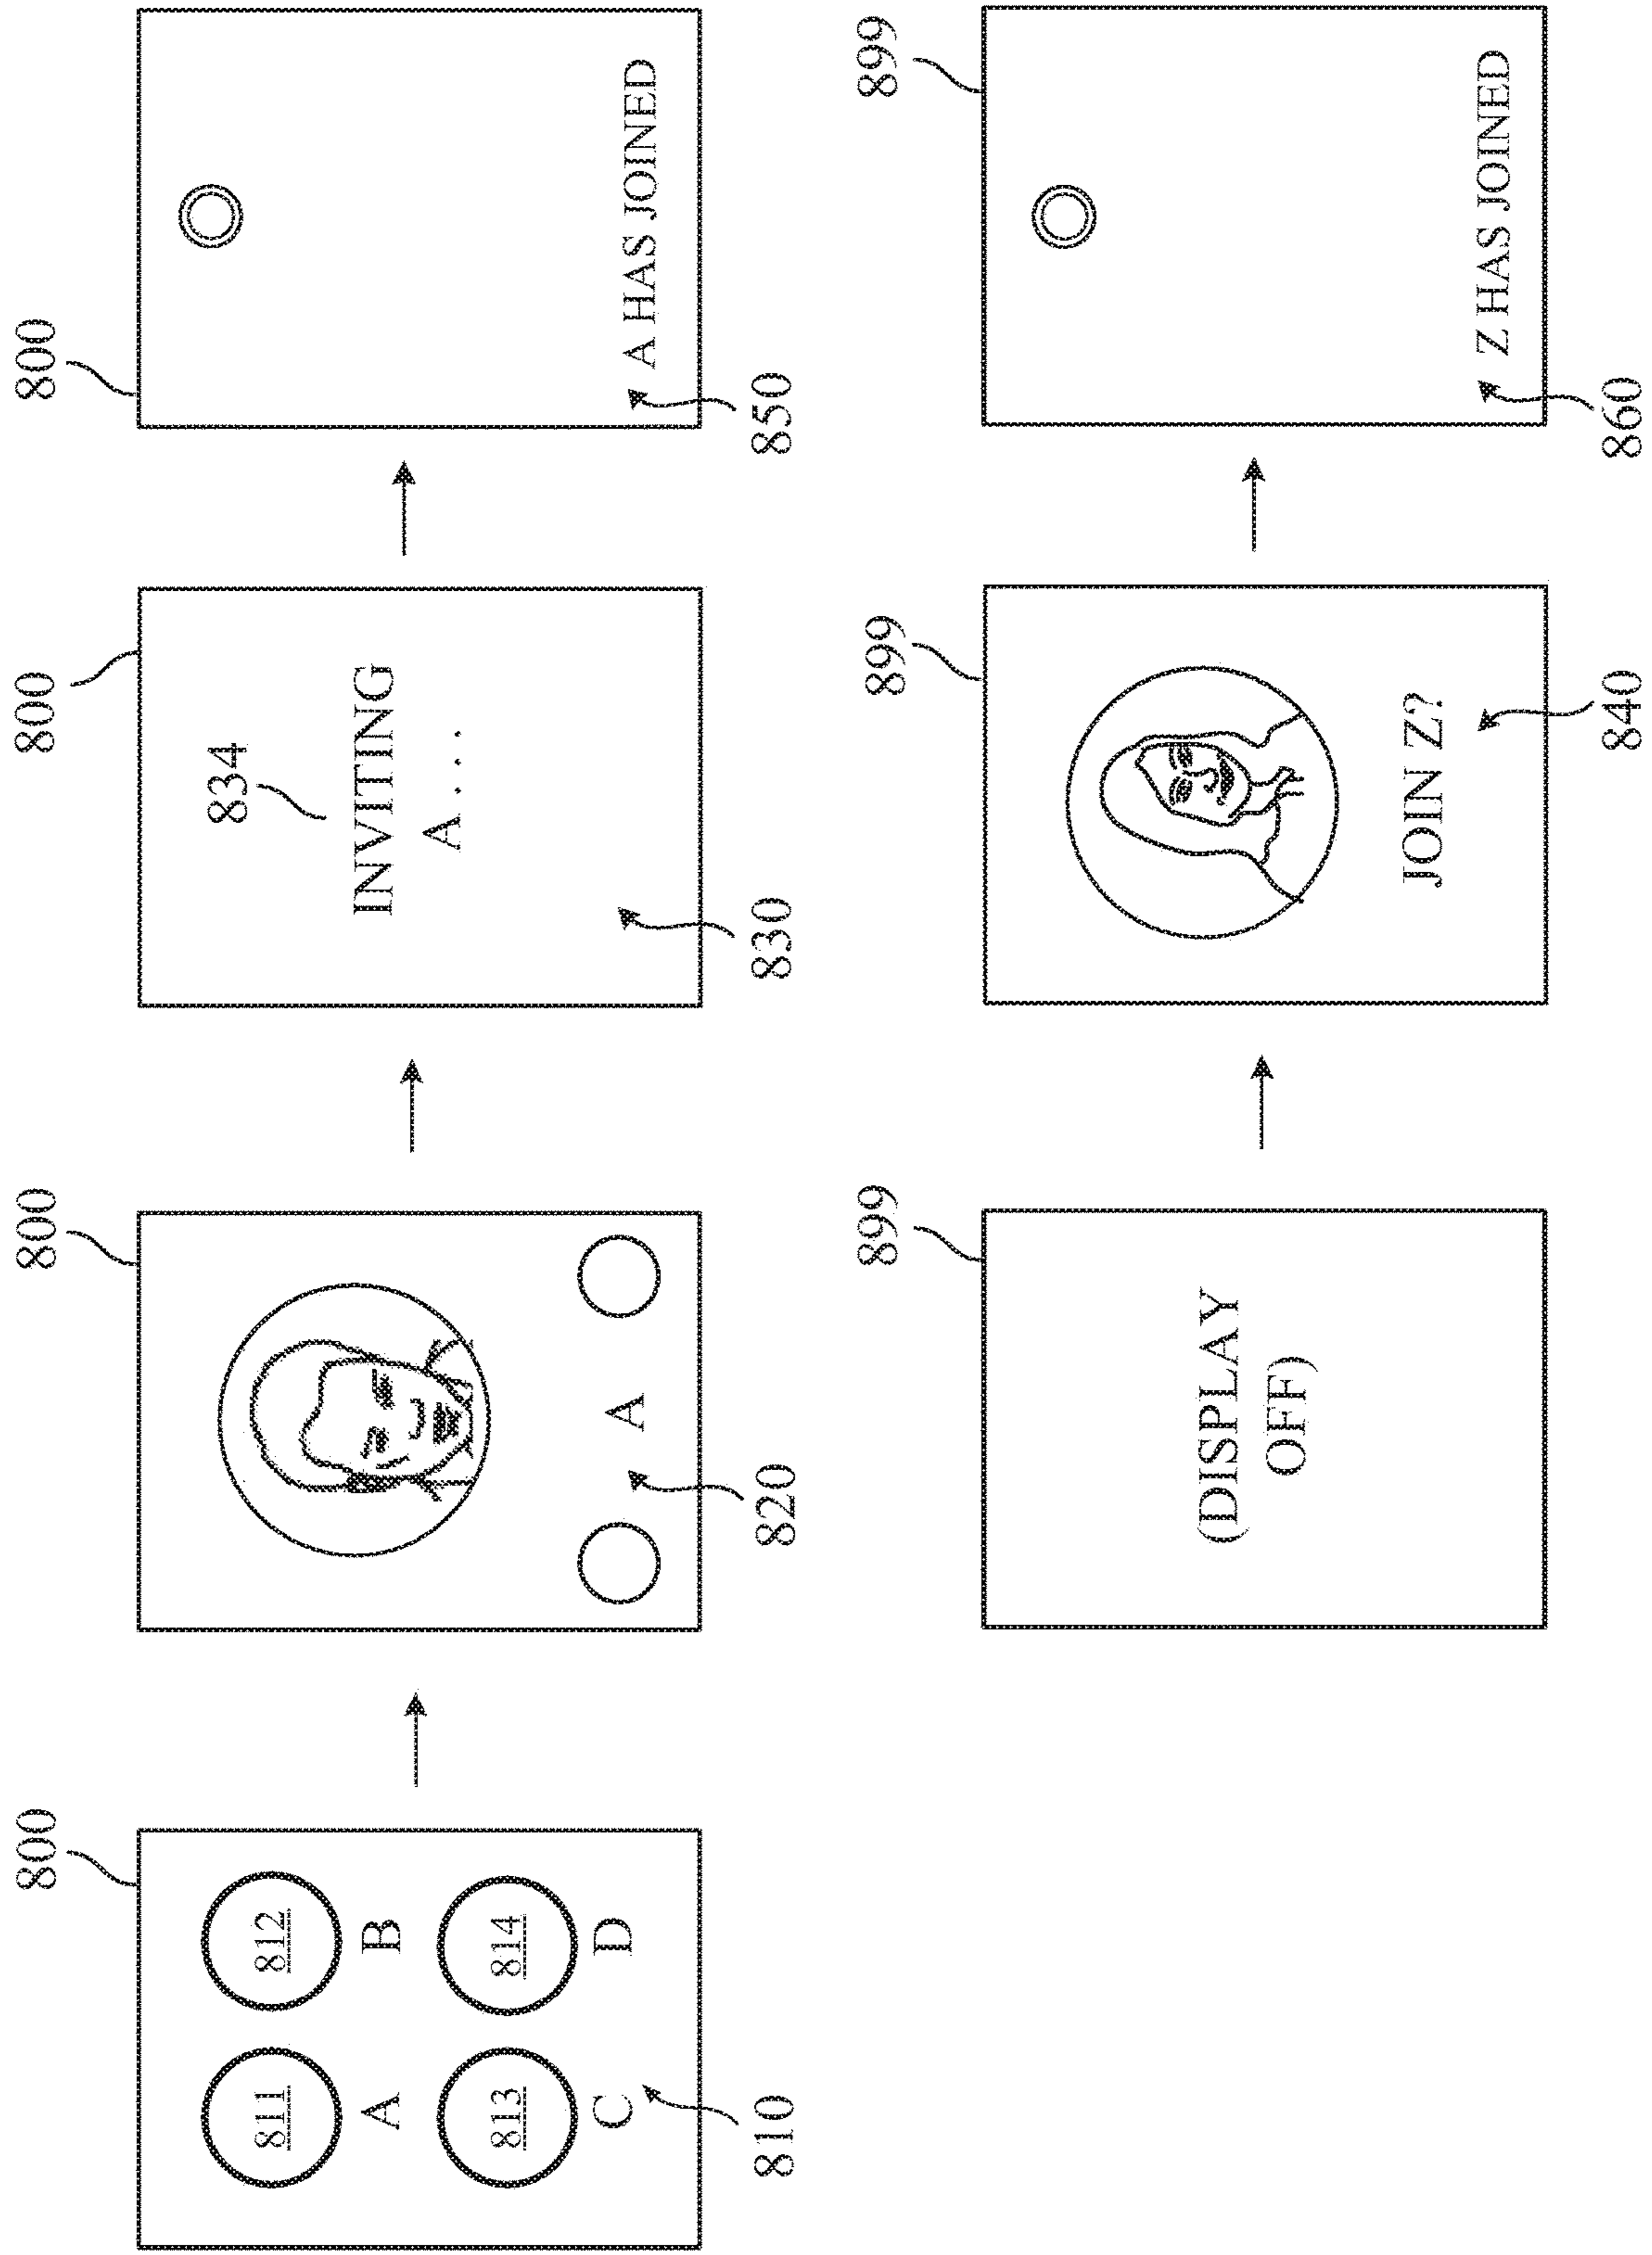 800
811
812
A
B
813
814
C
D
810
800
A
820
800
834
INVITING
A . . .
830
800
A HAS JOINED
850
899
(DISPLAY
OFF)
899
JOIN Z?
840
899
Z HAS JOINED
860